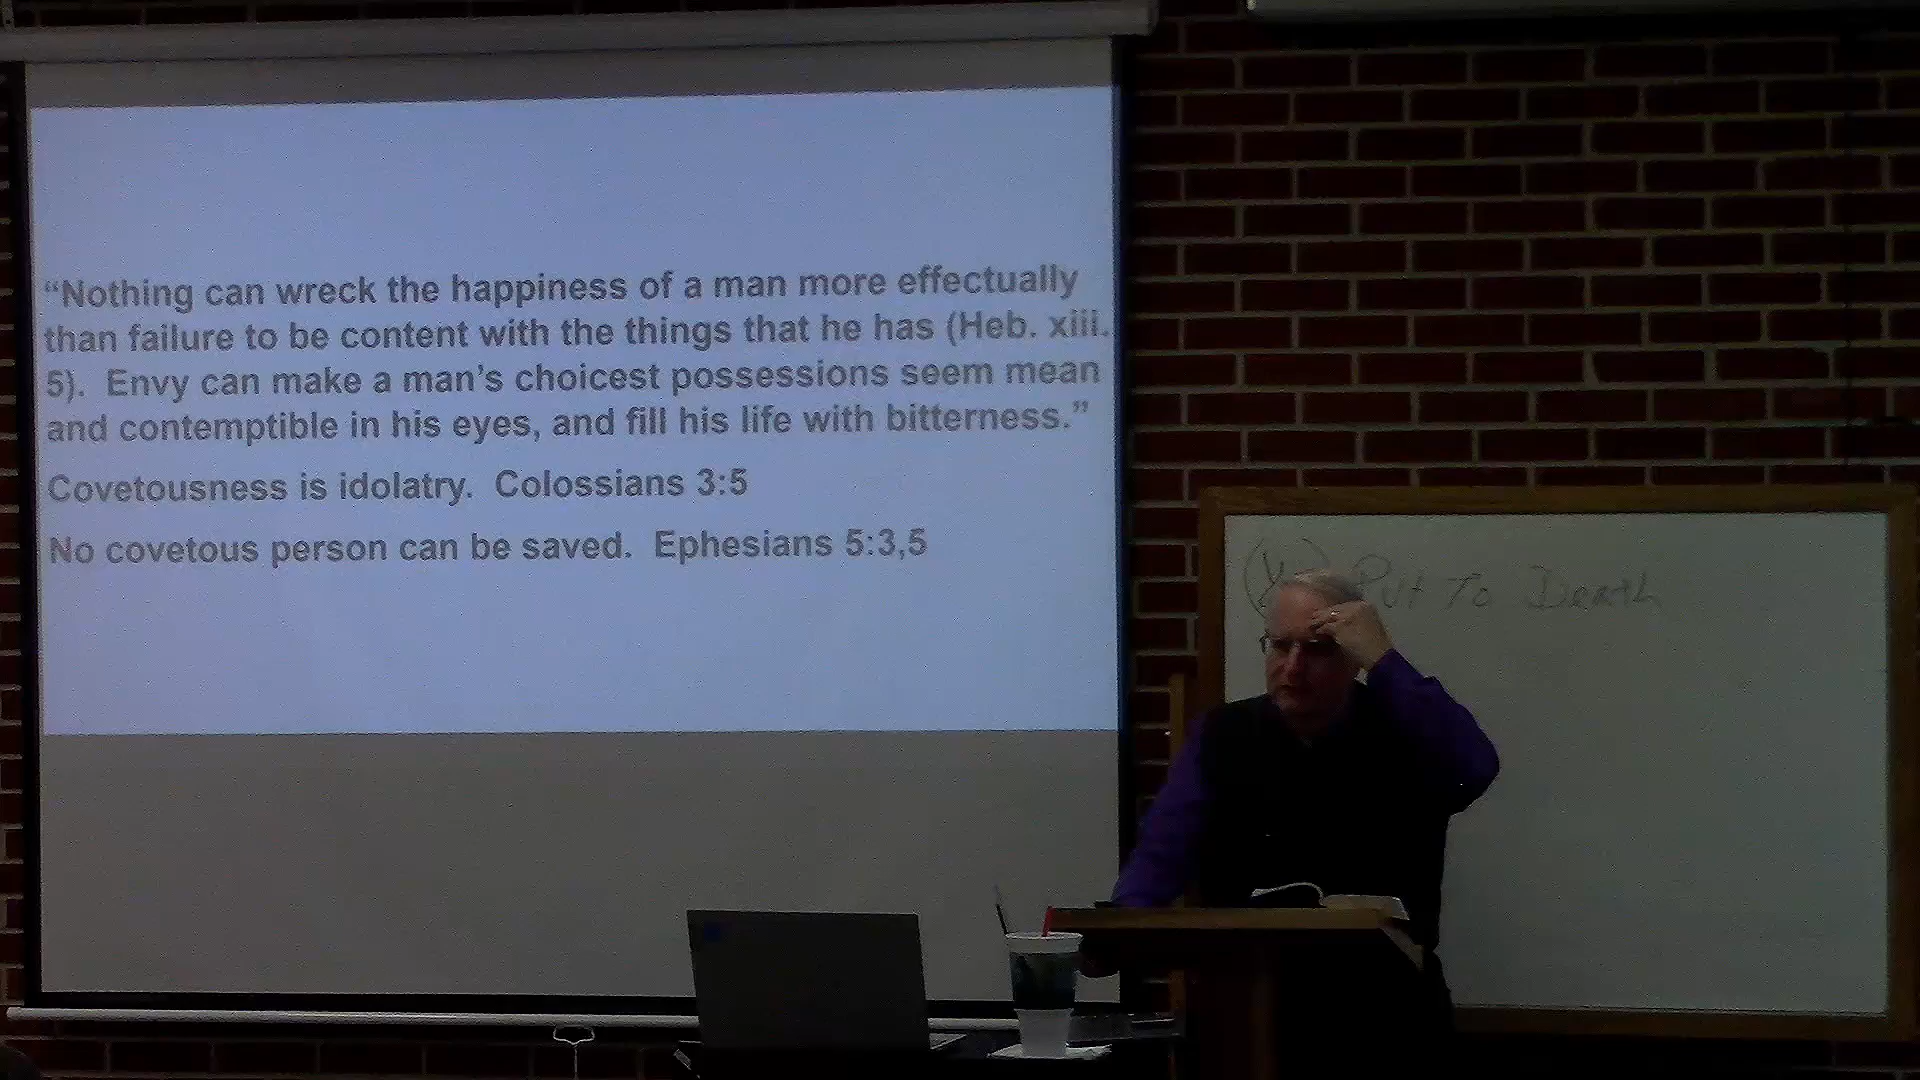 “Nothing can wreck the happiness of a man more effectually
than failure to be content with the things that he has (Heb. xiii.
5).  Envy can make a man’s choicest possessions seem mean
and contemptible in his eyes, and fill his life with bitterness.”
Covetousness is idolatry.  Colossians 3:5
No covetous person can be saved.  Ephesians 5:3,5
Put To Death